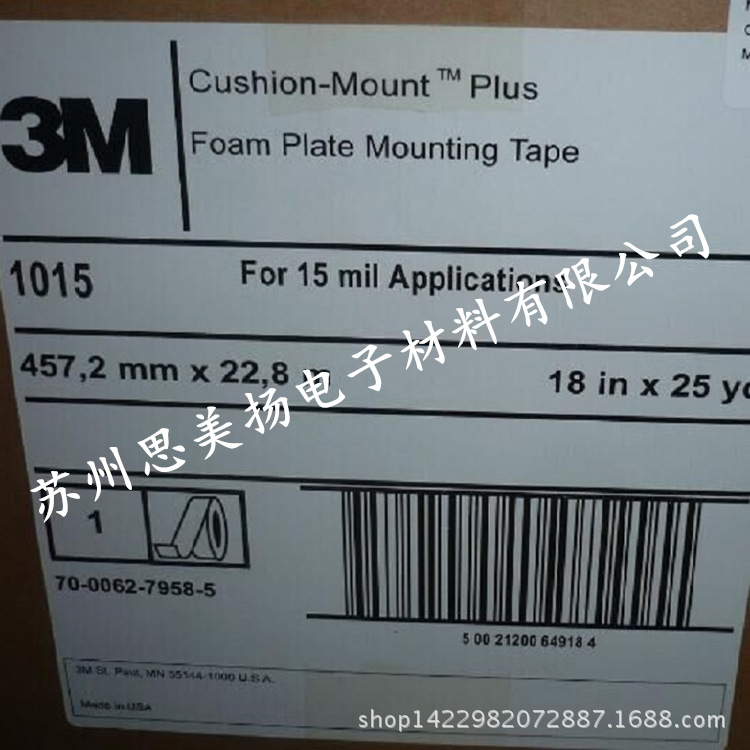 3M
Cushion-Mount™ Plus
Foam Plate Mounting Tape
1015
For 15 mil Applications
457,2 mm x 22,8 m
18 in x 25 yd
苏州思美扬电子材料有限公司
1
70-0062-7958-5
5 00 21200 64918 4
3M St. Paul, MN 55144-1000 U.S.A.
Made in USA
shop1422982072887.1688.com